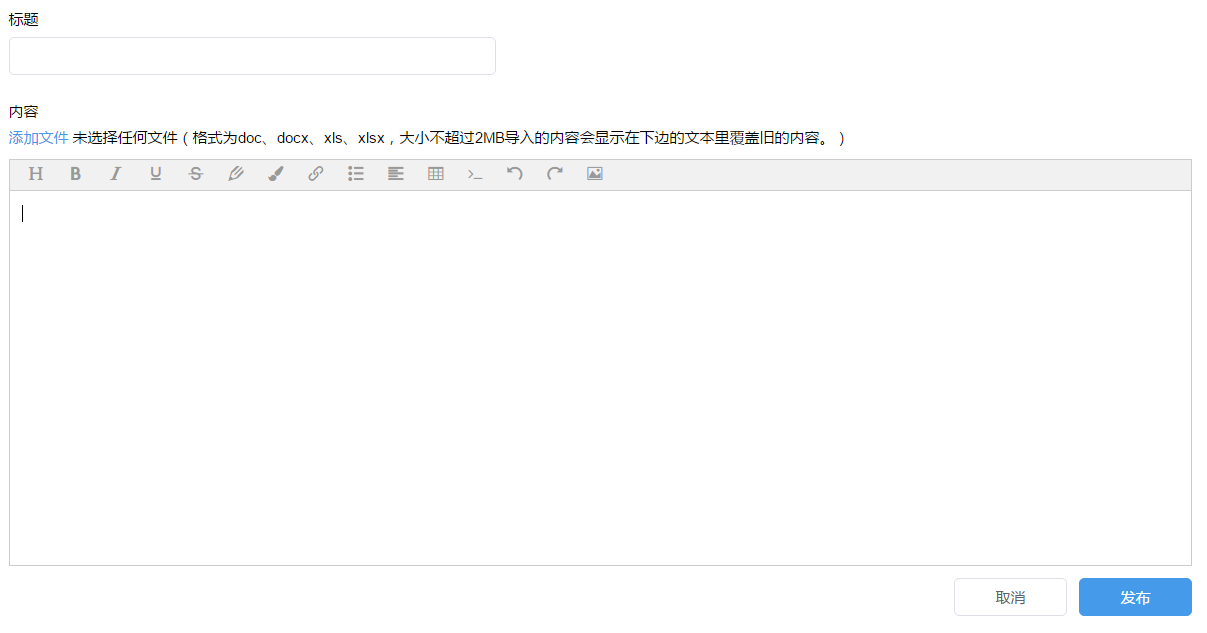 标题
内容
添加文件 未选择任何文件（格式为doc、docx、xls、xlsx，大小不超过2MB导入的内容会显示在下边的文本里覆盖旧的内容。）
H B I U S
取消 发布